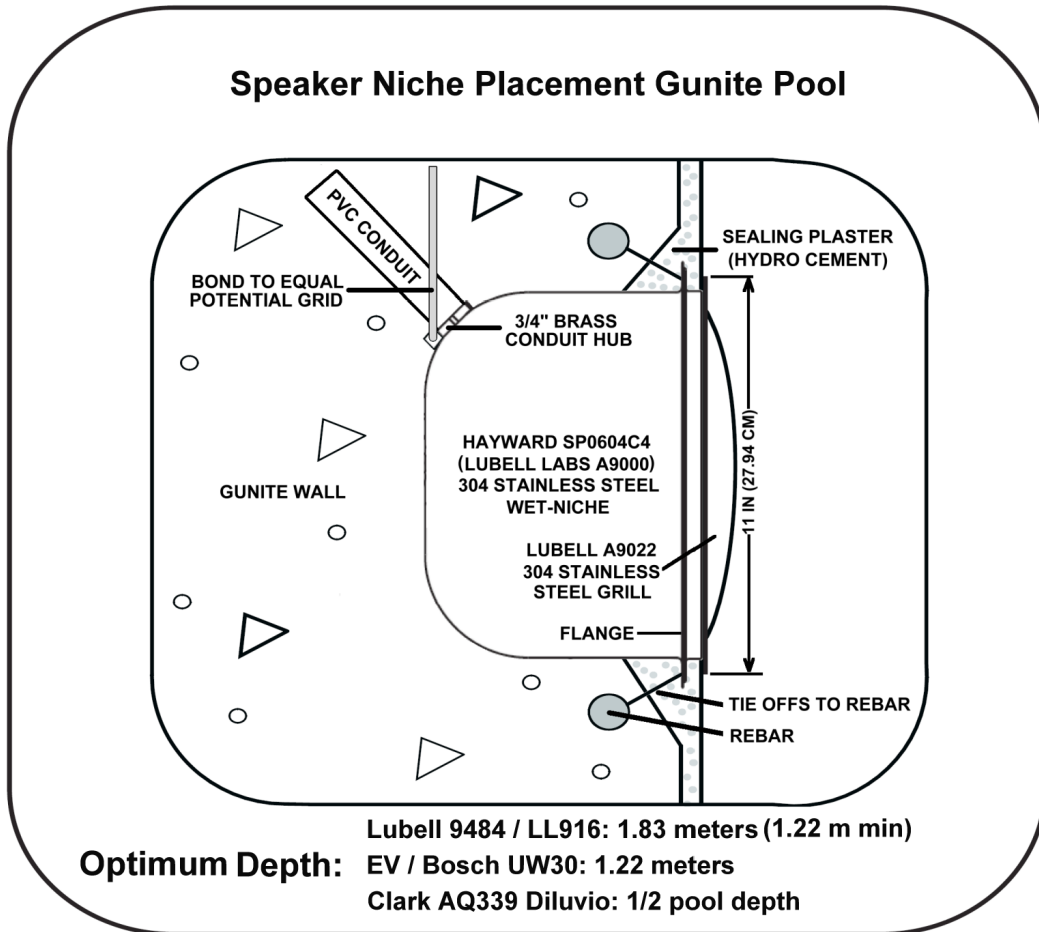 Speaker Niche Placement Gunite Pool
PVC CONDUIT
SEALING PLASTER
(HYDRO CEMENT)
BOND TO EQUAL
POTENTIAL GRID
3/4" BRASS
CONDUIT HUB
11 IN (27.94 CM)
HAYWARD SP0604C4
(LUBELL LABS A9000)
304 STAINLESS STEEL
WET-NICHE
GUNITE WALL
LUBELL A9022
304 STAINLESS
STEEL GRILL
FLANGE
TIE OFFS TO REBAR
REBAR
Optimum Depth:
Lubell 9484 / LL916: 1.83 meters (1.22 m min)
EV / Bosch UW30: 1.22 meters
Clark AQ339 Diluvio: 1/2 pool depth